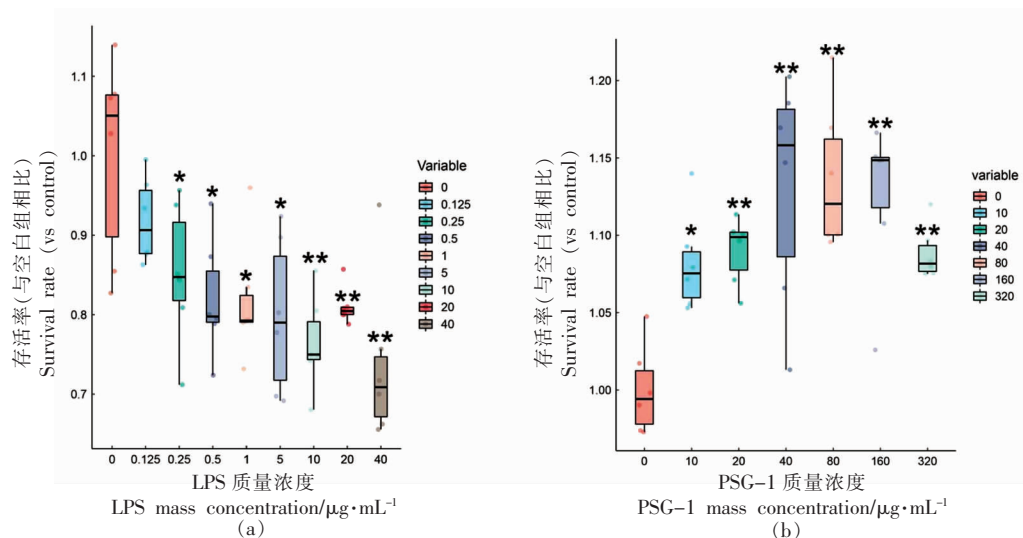 存活率(与空白组相比)
Survival rate (vs control)
1.1
1.0
0.9
0.8
0.7
*
*
*
*
**
**
**
Variable
0
0.125
0.25
0.5
1
5
10
20
40
0 0.125 0.25 0.5 1 5 10 20 40
LPS 质量浓度
LPS mass concentration/μg·mL⁻¹
(a)
存活率(与空白组相比)
Survival rate (vs control)
1.20
1.15
1.10
1.05
1.00
*
**
**
**
**
**
variable
0
10
20
40
80
160
320
0 10 20 40 80 160 320
PSG-1 质量浓度
PSG-1 mass concentration/μg·mL⁻¹
(b)